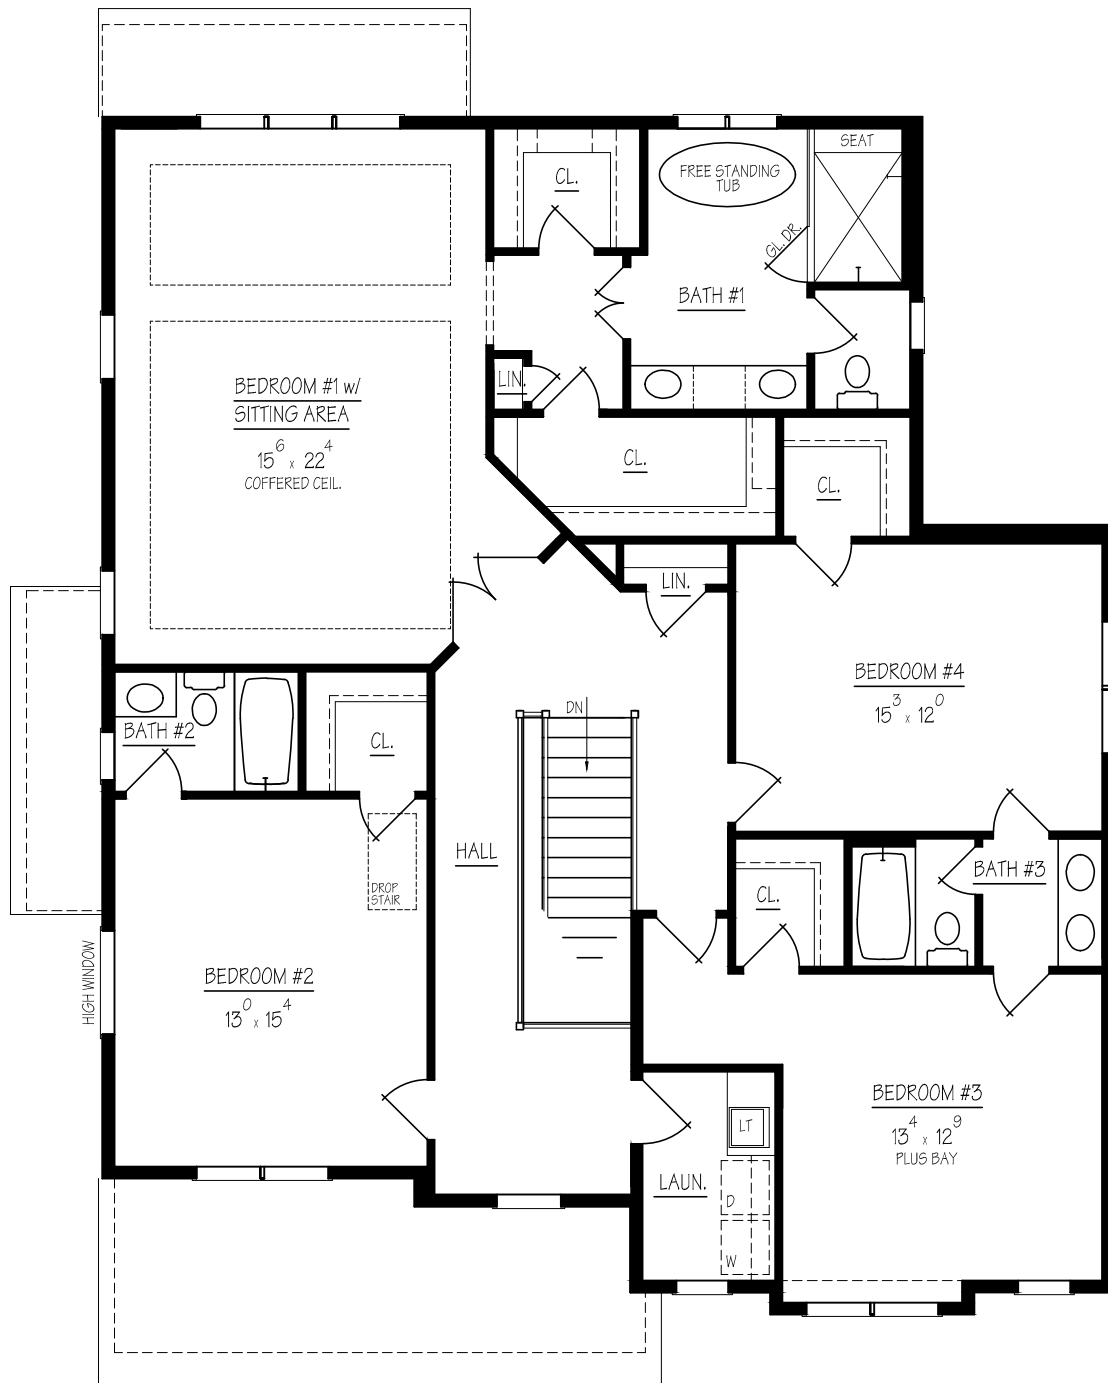 SEAT
CL.
FREE STANDING
TUB
GL. DR.
BATH #1
LIN.
BEDROOM #1 w/
SITTING AREA
15⁶ x 22⁴
COFFERED CEIL.
CL.
CL.
LIN.
BEDROOM #4
15³ x 12⁰
DN
BATH #2
CL.
HALL
BATH #3
DROP
STAIR
CL.
HIGH WINDOW
BEDROOM #2
13⁰ x 15⁴
BEDROOM #3
13⁴ x 12⁹
PLUS BAY
LT
LAUN.
D
W